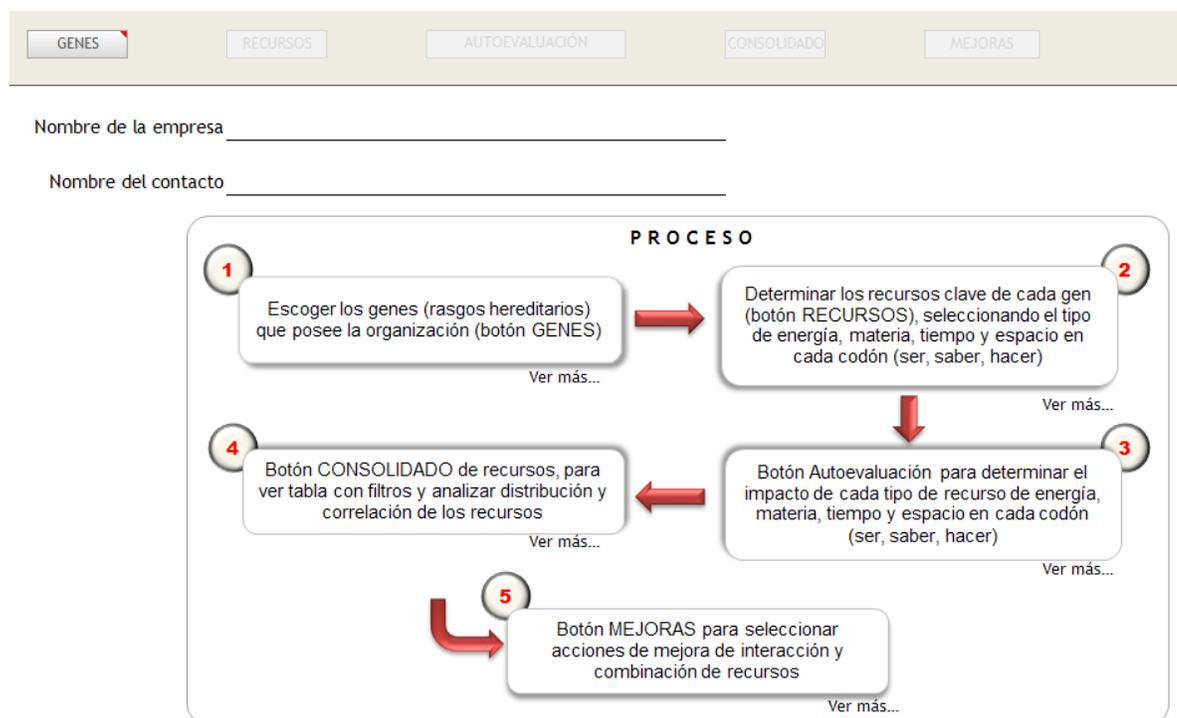 GENES
RECURSOS
AUTOEVALUACIÓN
CONSOLIDADO
MEJORAS
Nombre de la empresa
Nombre del contacto
PROCESO
1
Escoger los genes (rasgos hereditarios)
que posee la organización (botón GENES)
Ver más...
2
Determinar los recursos clave de cada gen
(botón RECURSOS), seleccionando el tipo
de energía, materia, tiempo y espacio en
cada codón (ser, saber, hacer)
Ver más...
3
Botón Autoevaluación para determinar el
impacto de cada tipo de recurso de energía,
materia, tiempo y espacio en cada codón
(ser, saber, hacer)
Ver más...
4
Botón CONSOLIDADO de recursos, para
ver tabla con filtros y analizar distribución y
correlación de los recursos
Ver más...
5
Botón MEJORAS para seleccionar
acciones de mejora de interacción y
combinación de recursos
Ver más...